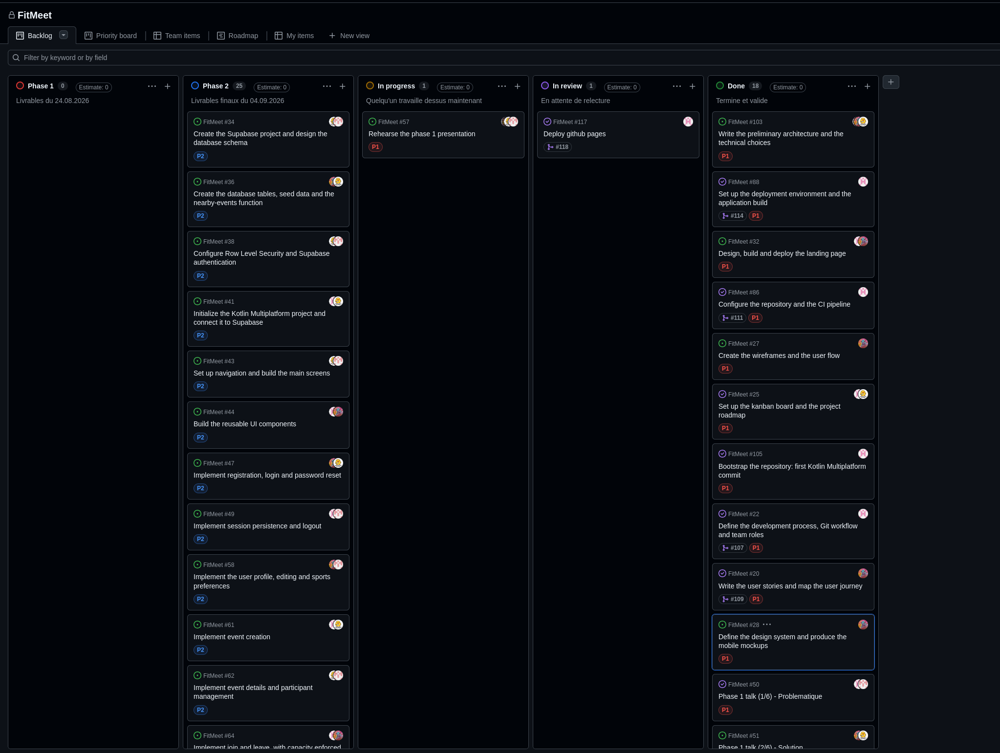 FitMeet
Backlog
Priority board
Team items
Roadmap
My items
New view
Filter by keyword or by field
Phase 1 0 Estimate: 0
Livrables du 24.08.2026
Phase 2 25 Estimate: 0
Livrables finaux du 04.09.2026
FitMeet #34
Create the Supabase project and design the
database schema
P2
FitMeet #36
Create the database tables, seed data and the
nearby-events function
P2
FitMeet #38
Configure Row Level Security and Supabase
authentication
P2
FitMeet #41
Initialize the Kotlin Multiplatform project and
connect it to Supabase
P2
FitMeet #43
Set up navigation and build the main screens
P2
FitMeet #44
Build the reusable UI components
P2
FitMeet #47
Implement registration, login and password reset
P2
FitMeet #49
Implement session persistence and logout
P2
FitMeet #58
Implement the user profile, editing and sports
preferences
P2
FitMeet #61
Implement event creation
P2
FitMeet #62
Implement event details and participant
management
P2
FitMeet #64
Implement join and leave, with capacity enforced
In progress 1 Estimate: 0
Quelqu'un travaille dessus maintenant
FitMeet #57
Rehearse the phase 1 presentation
P1
In review 1 Estimate: 0
En attente de relecture
FitMeet #117
Deploy github pages
#118
Done 18 Estimate: 0
Termine et valide
FitMeet #103
Write the preliminary architecture and the
technical choices
P1
FitMeet #88
Set up the deployment environment and the
application build
#114 P1
FitMeet #32
Design, build and deploy the landing page
P1
FitMeet #86
Configure the repository and the CI pipeline
#111 P1
FitMeet #27
Create the wireframes and the user flow
P1
FitMeet #25
Set up the kanban board and the project
roadmap
P1
FitMeet #105
Bootstrap the repository: first Kotlin Multiplatform
commit
P1
FitMeet #22
Define the development process, Git workflow
and team roles
#107 P1
FitMeet #20
Write the user stories and map the user journey
#109 P1
FitMeet #28
Define the design system and produce the
mobile mockups
P1
FitMeet #50
Phase 1 talk (1/6) - Problematique
P1
FitMeet #51
Phase 1 talk (2/6) - Solution